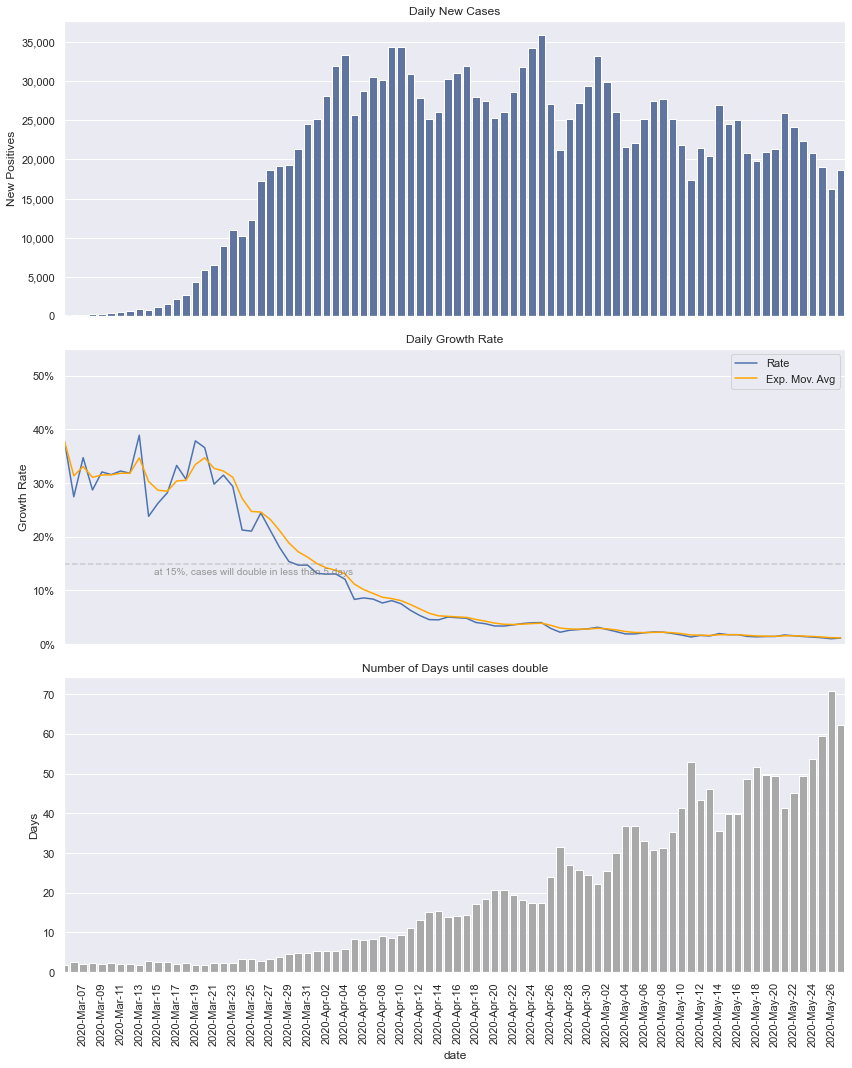 Daily New Cases
New Positives
35,000
30,000
25,000
20,000
15,000
10,000
5,000
0
Daily Growth Rate
Growth Rate
50%
40%
30%
20%
10%
0%
Rate
Exp. Mov. Avg
at 15%, cases will double in less than 5 days
Number of Days until cases double
Days
70
60
50
40
30
20
10
0
2020-Mar-07
2020-Mar-09
2020-Mar-11
2020-Mar-13
2020-Mar-15
2020-Mar-17
2020-Mar-19
2020-Mar-21
2020-Mar-23
2020-Mar-25
2020-Mar-27
2020-Mar-29
2020-Mar-31
2020-Apr-02
2020-Apr-04
2020-Apr-06
2020-Apr-08
2020-Apr-10
2020-Apr-12
2020-Apr-14
2020-Apr-16
2020-Apr-18
2020-Apr-20
2020-Apr-22
2020-Apr-24
2020-Apr-26
2020-Apr-28
2020-Apr-30
2020-May-02
2020-May-04
2020-May-06
2020-May-08
2020-May-10
2020-May-12
2020-May-14
2020-May-16
2020-May-18
2020-May-20
2020-May-22
2020-May-24
2020-May-26
date